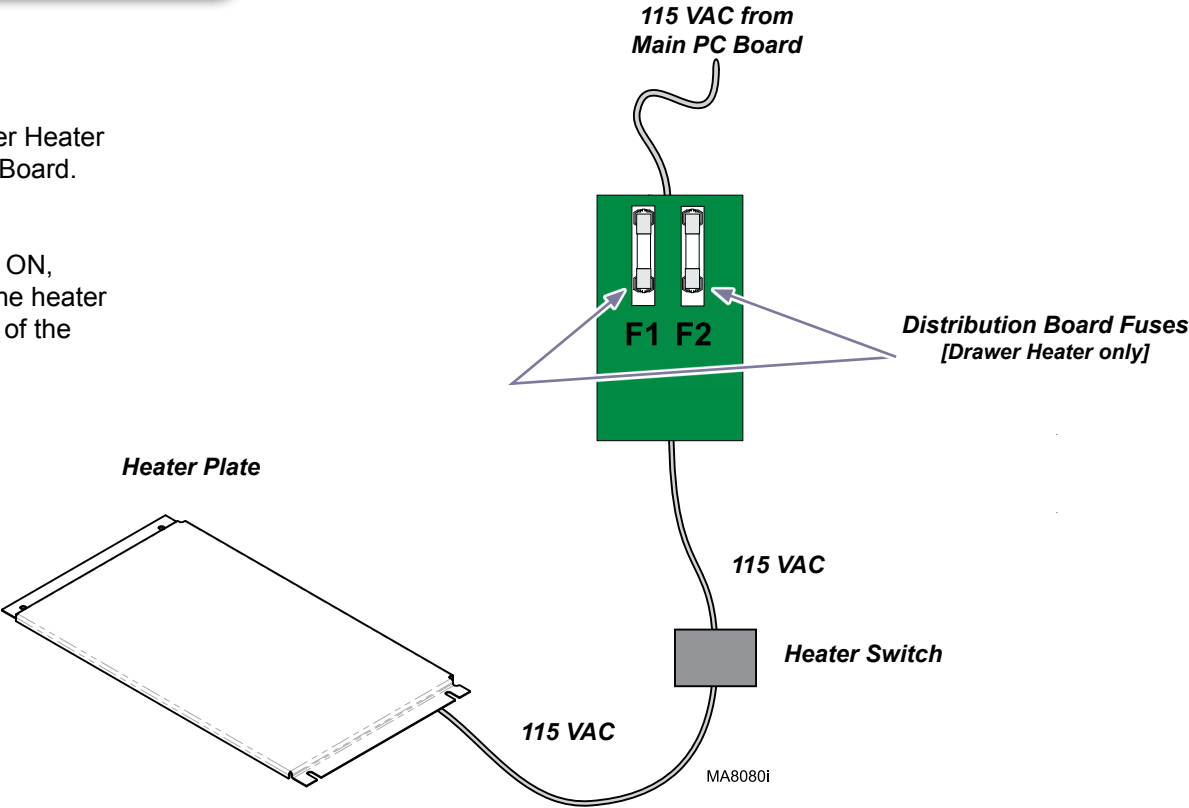 115 VAC from
Main PC Board
er Heater
Board.
ON,
he heater
of the
F1 F2
Distribution Board Fuses
[Drawer Heater only]
Heater Plate
115 VAC
Heater Switch
115 VAC
MA8080i